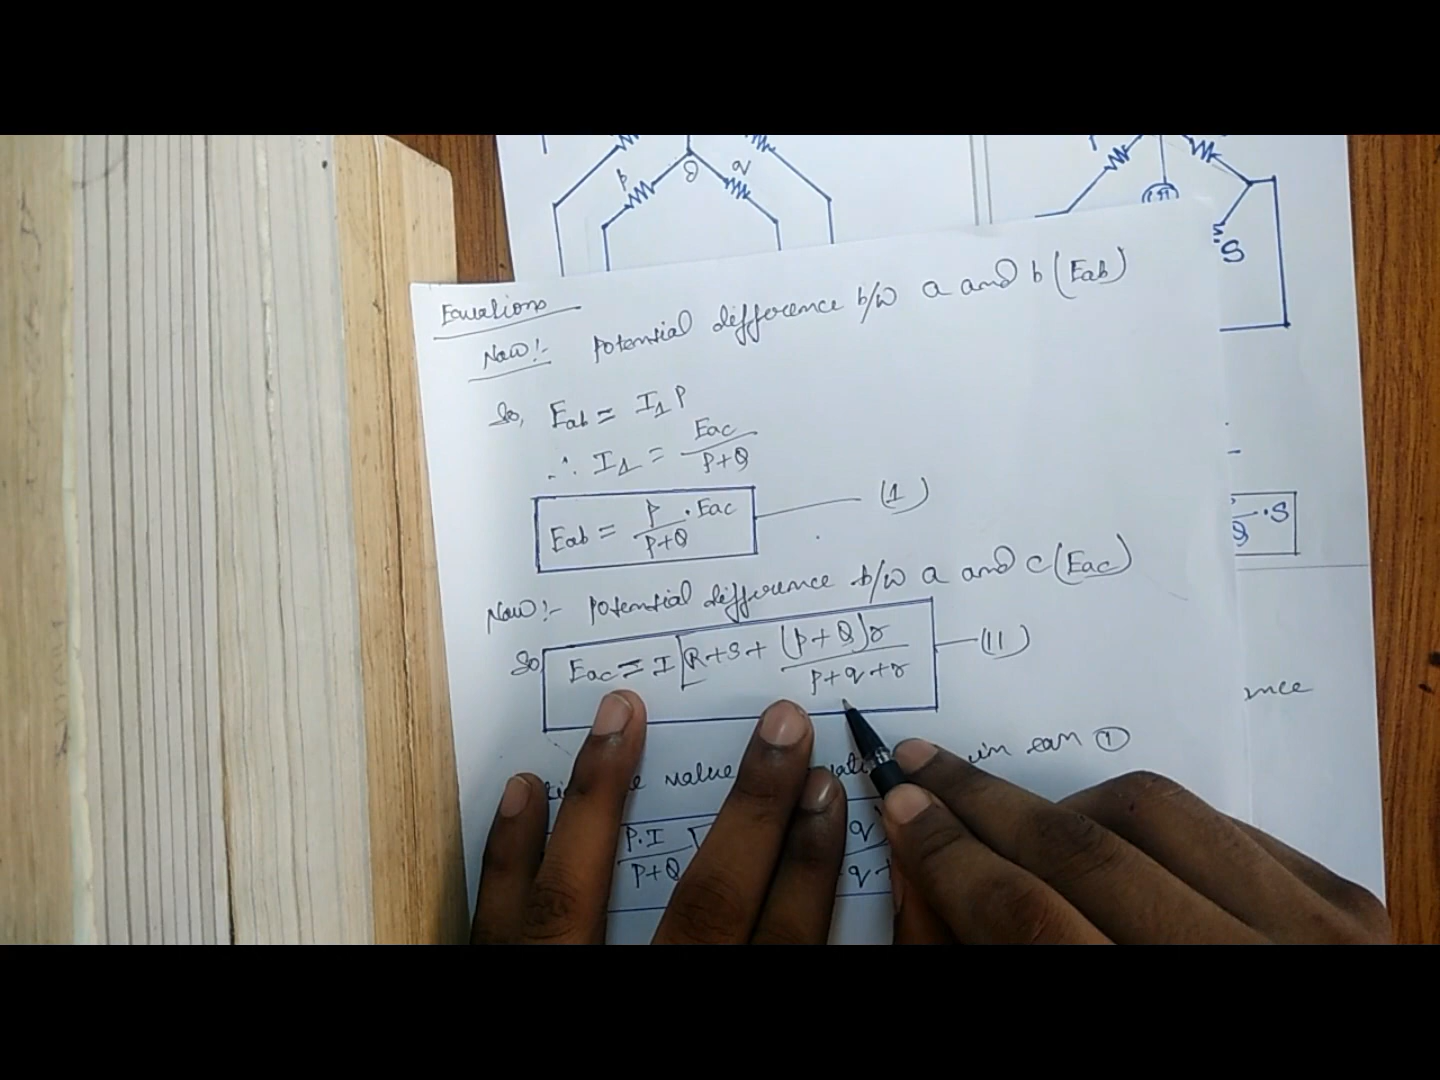 p
q
S
Equations
Now!- Potential difference b/w a and b (Eab)
So, Eab = I1 P
∴ I1 = Eac / P+Q
Eab = P / P+Q . Eac (1)
Now!- Potential difference b/w a and c (Eac)
So Eac = I [R+S+ (P+Q)r / p+q+r (11)
value in eqn ①
P.I / P+Q
q
q+
Q .S